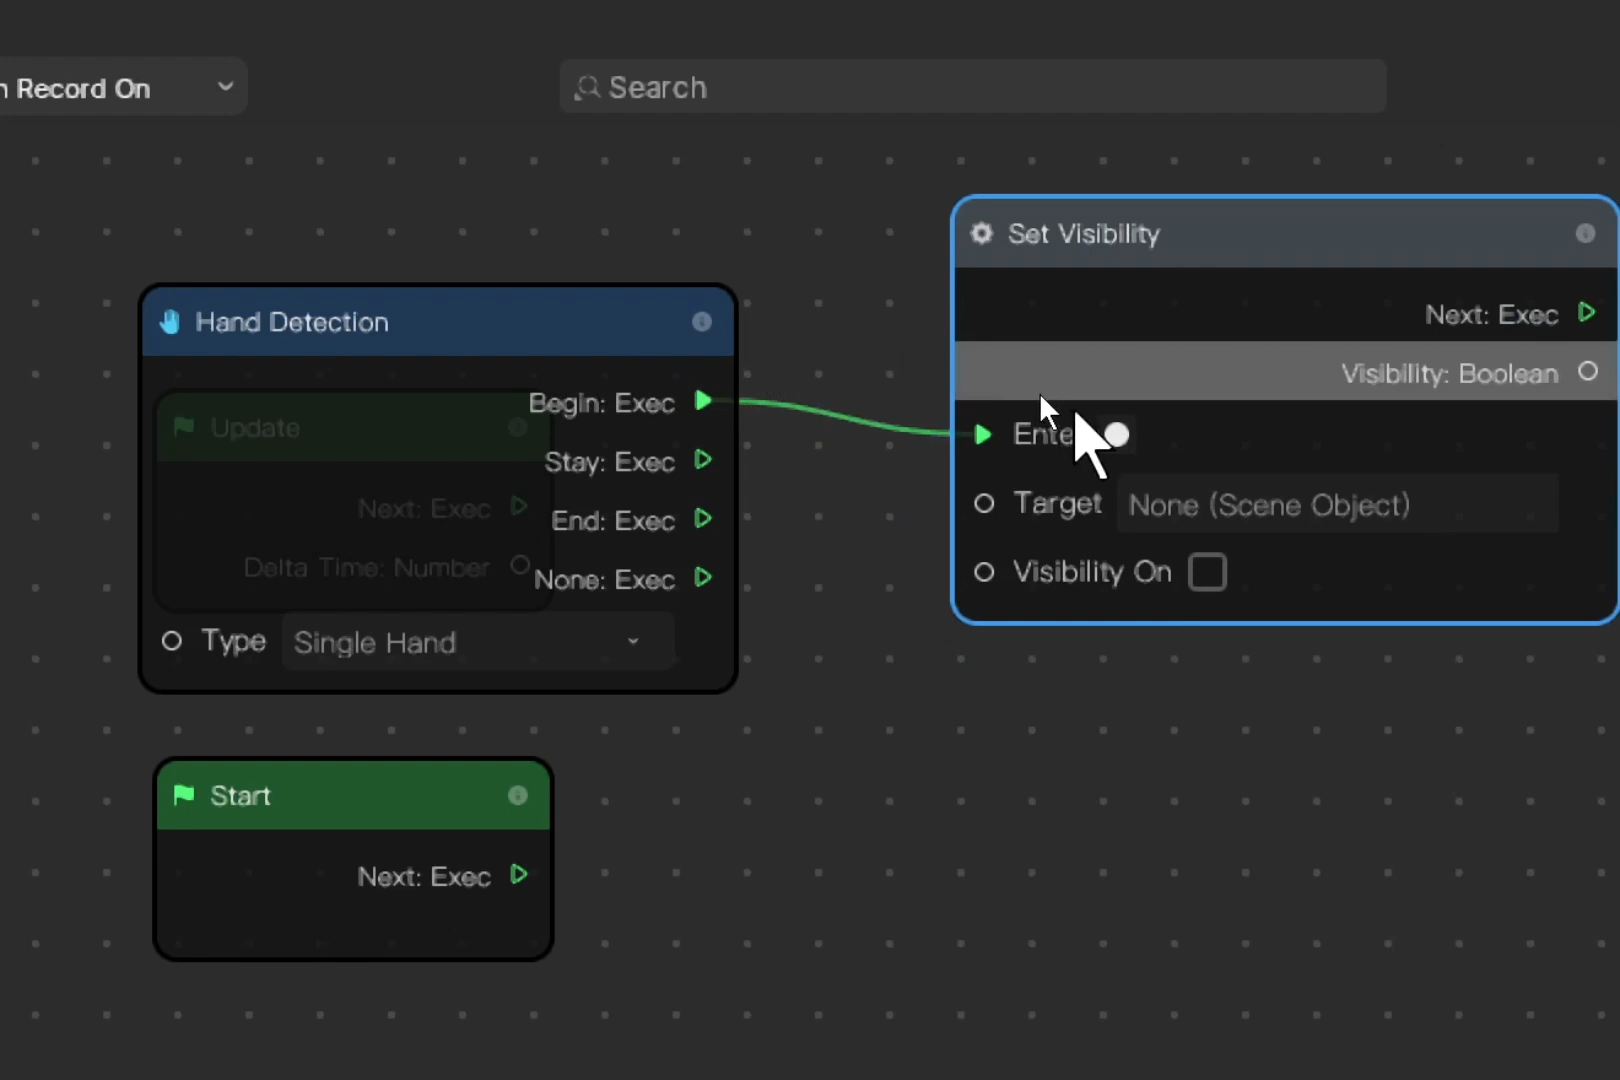 n Record On
Search
Set Visibility
Next: Exec
Visibility: Boolean
Ente
Target None (Scene Object)
Visibility On
Hand Detection
Begin: Exec
Stay: Exec
End: Exec
None: Exec
Type Single Hand
Update
Next: Exec
Delta Time: Number
Start
Next: Exec